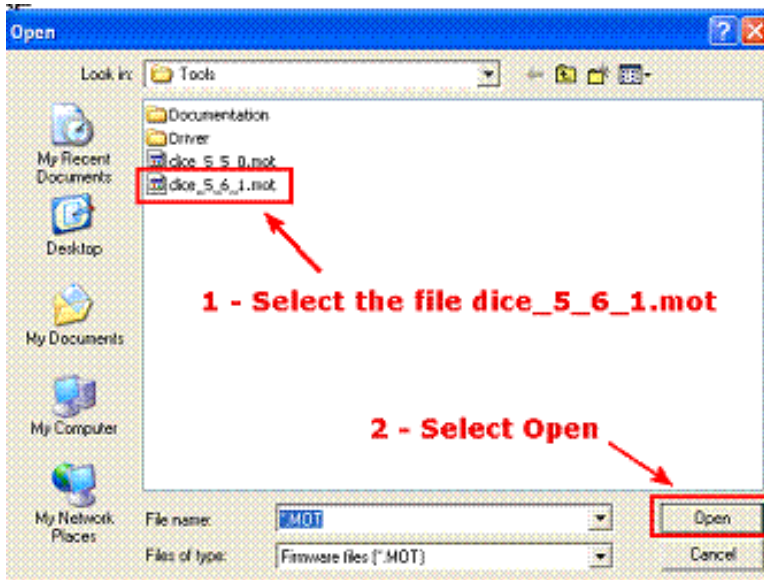 Open
Look in: Tools
Documentation
Driver
dice_5_5_0.mot
dice_5_6_1.mot
My Recent
Documents
Desktop
1 - Select the file dice_5_6_1.mot
My Documents
My Computer
2 - Select Open
My Network
Places
File name: *.MOT Open
Files of type: Firmware files (*.MOT) Cancel